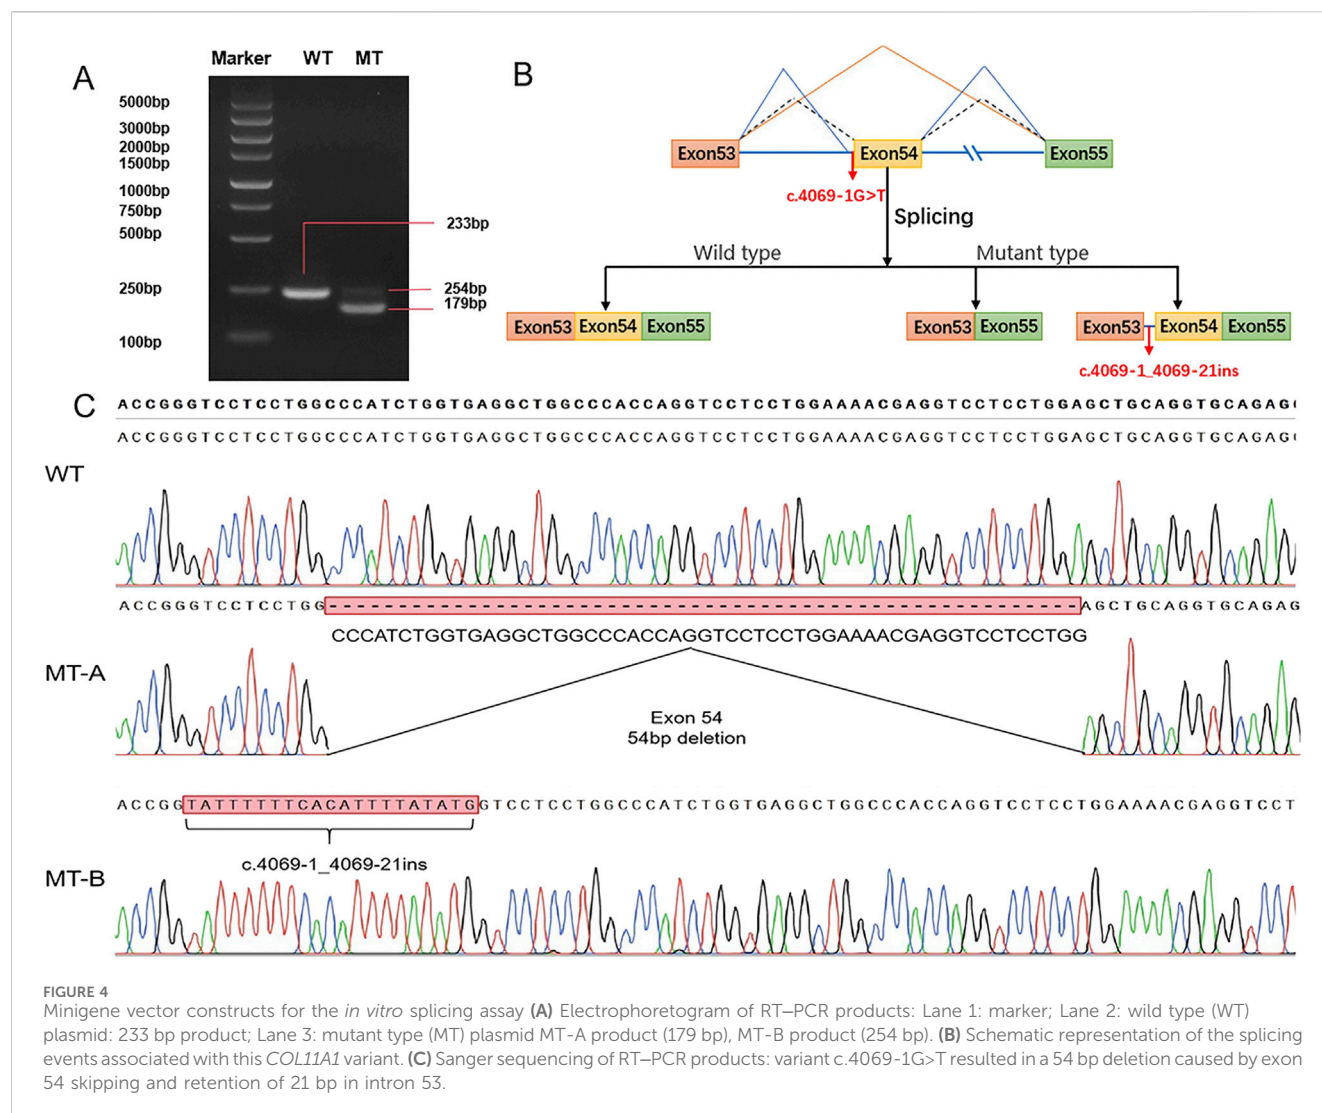 A
Marker WT MT
5000bp
3000bp
2000bp
1500bp
1000bp
750bp
500bp
250bp
100bp
233bp
254bp
179bp
B
Exon53 Exon54 Exon55
c.4069-1G>T
Splicing
Wild type Mutant type
Exon53 Exon54 Exon55 Exon53 Exon55 Exon53 Exon54 Exon55
c.4069-1_4069-21ins
C
ACCGGGTCCTCCTGGCCCATCTGGTGAGGCTGGCCCACCAGGTCCTCCTGGAAAACGAGGTCCTCCTGGAGCTGCAGGTGCAGAG
ACCGGGTCCTCCTGGCCCATCTGGTGAGGCTGGCCCACCAGGTCCTCCTGGAAAACGAGGTCCTCCTGGAGCTGCAGGTGCAGAG
WT
ACCGGGTCCTCCTGG------------------------------------------------------AGCTGCAGGTGCAGAG
CCCATCTGGTGAGGCTGGCCCACCAGGTCCTCCTGGAAAACGAGGTCCTCCTGG
MT-A
Exon 54
54bp deletion
ACCGGTATTTTTTCACATTTTATATGGTCCTCCTGGCCCATCTGGTGAGGCTGGCCCACCAGGTCCTCCTGGAAAACGAGGTCCT
c.4069-1_4069-21ins
MT-B
FIGURE 4
Minigene vector constructs for the in vitro splicing assay (A) Electrophoretogram of RT–PCR products: Lane 1: marker; Lane 2: wild type (WT)
plasmid: 233 bp product; Lane 3: mutant type (MT) plasmid MT-A product (179 bp), MT-B product (254 bp). (B) Schematic representation of the splicing
events associated with this COL11A1 variant. (C) Sanger sequencing of RT–PCR products: variant c.4069-1G>T resulted in a 54 bp deletion caused by exon
54 skipping and retention of 21 bp in intron 53.